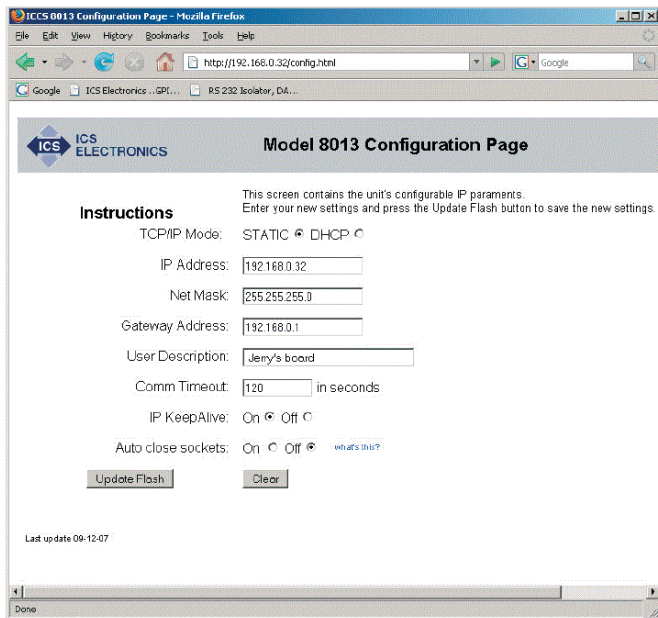 ICCS 8013 Configuration Page - Mozilla Firefox
File Edit View History Bookmarks Tools Help
http://192.168.0.32/config.html
G Google
Google ICS Electronics ..GPI... RS 232 Isolator, DA...
ICS
ICS
ELECTRONICS
Model 8013 Configuration Page
This screen contains the unit's configurable IP paraments.
Enter your new settings and press the Update Flash button to save the new settings.
Instructions
TCP/IP Mode: STATIC DHCP
IP Address: 192.168.0.32
Net Mask: 255.255.255.0
Gateway Address: 192.168.0.1
User Description: Jerry's board
Comm Timeout: 120 in seconds
IP KeepAlive: On Off
Auto close sockets: On Off what's this?
Update Flash Clear
Last update 09-12-07
Done